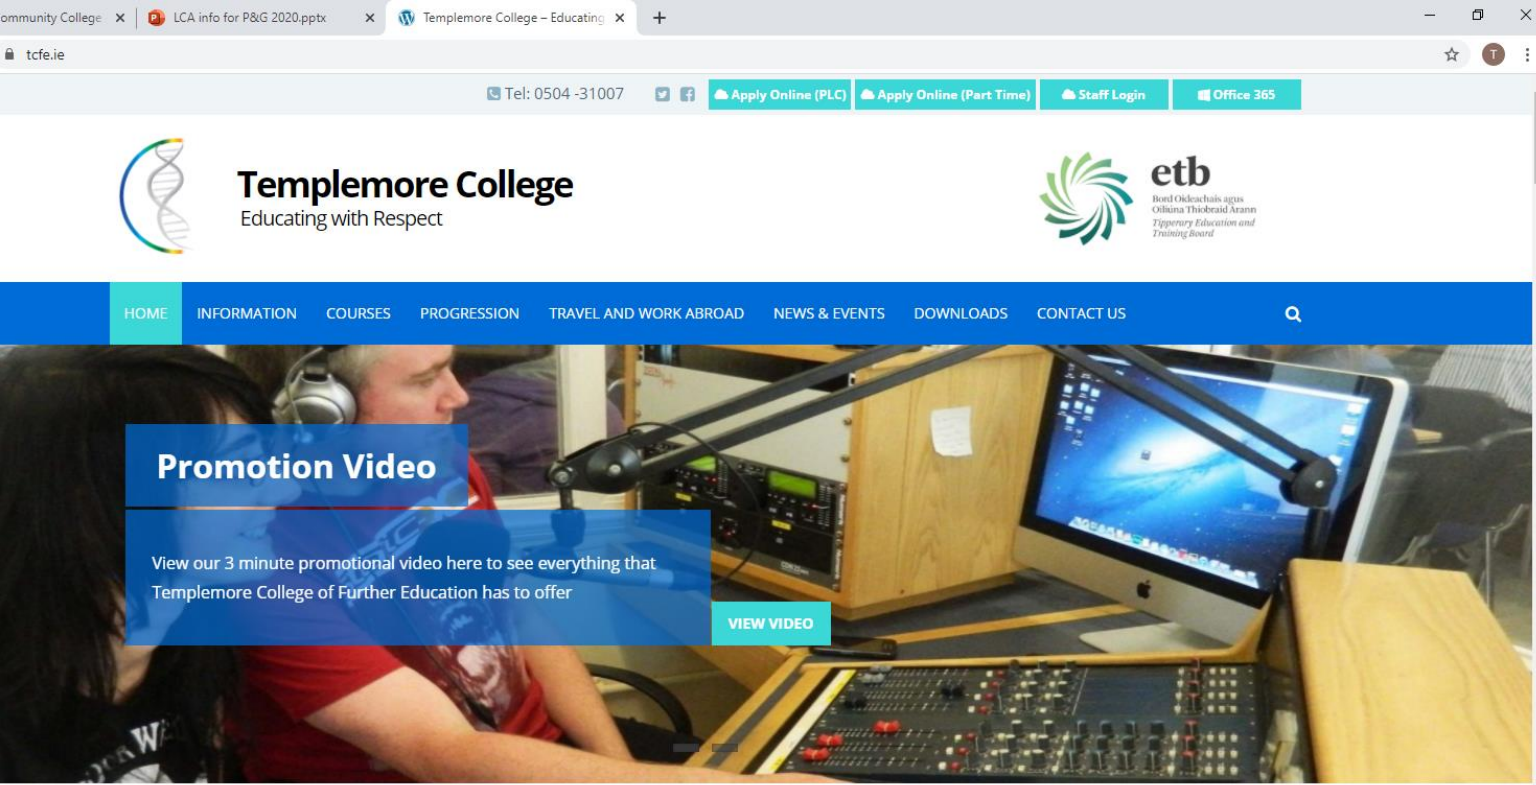 ommunity College
LCA info for P&G 2020.pptx
Templemore College – Educating
tcfe.ie
T
Tel: 0504 -31007
Apply Online (PLC)
Apply Online (Part Time)
Staff Login
Office 365
Templemore College
Educating with Respect
etb
Bord Oideachais agus
Oiliúna Thiobraid Árann
Tipperary Education and
Training Board
HOME
INFORMATION
COURSES
PROGRESSION
TRAVEL AND WORK ABROAD
NEWS & EVENTS
DOWNLOADS
CONTACT US
Promotion Video
View our 3 minute promotional video here to see everything that
Templemore College of Further Education has to offer
VIEW VIDEO